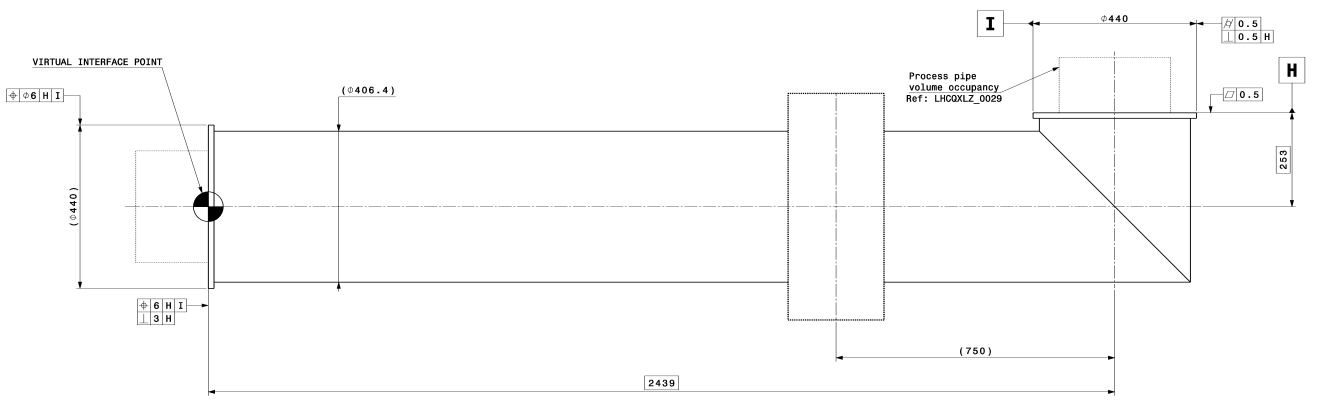 I
⌀440
⌭ 0.5
⊥ 0.5 H
VIRTUAL INTERFACE POINT
Process pipe
volume occupancy
Ref: LHCQXLZ_0029
H
⌖ ⌀6 H I
(⌀406.4)
⏥ 0.5
253
(⌀440)
⌖ 6 H I
⊥ 3 H
(750)
2439